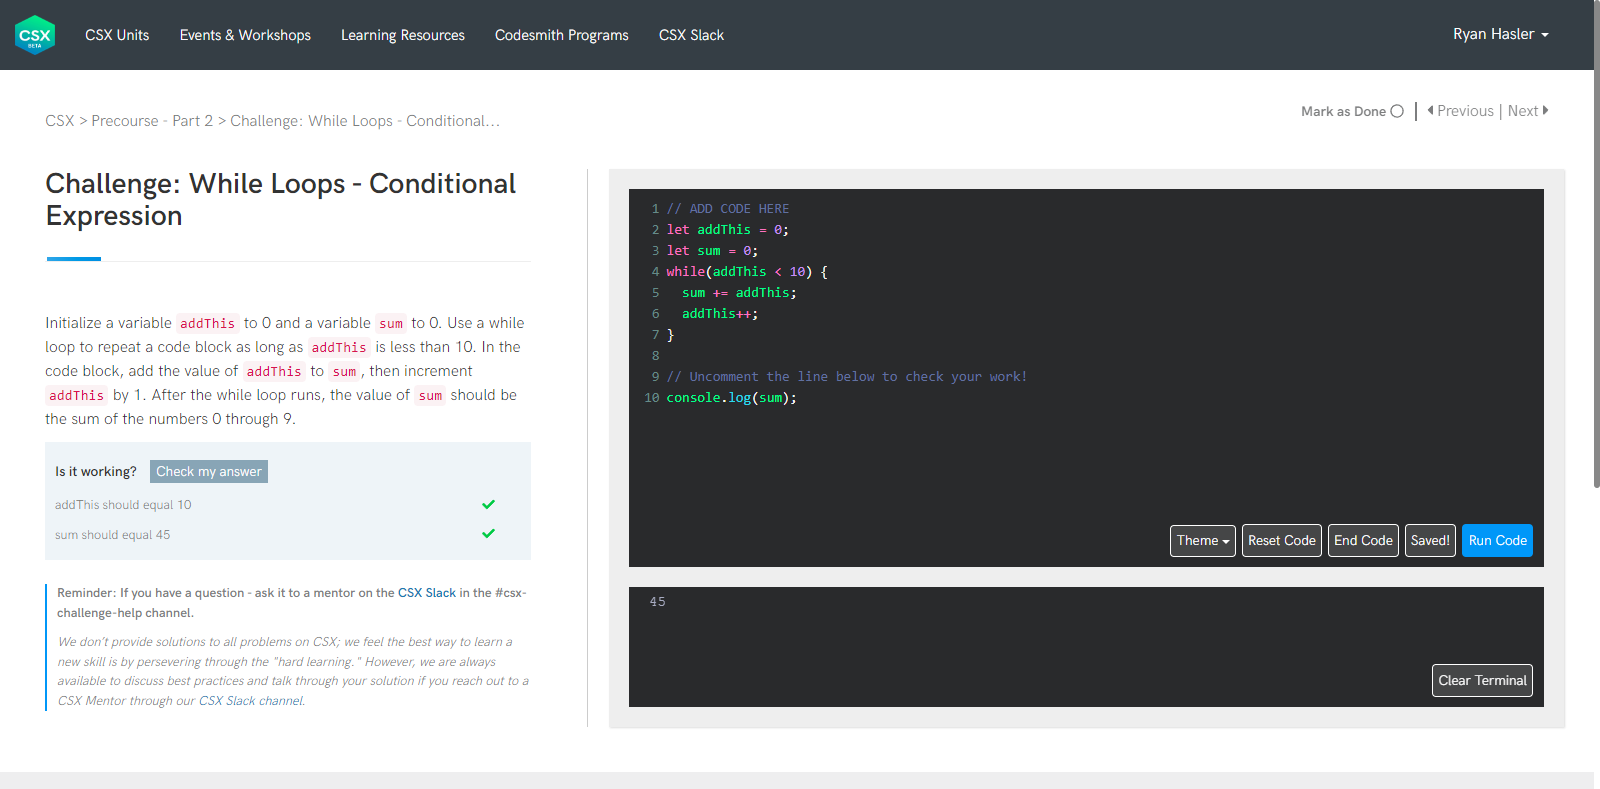 CSX
BETA
CSX Units
Events & Workshops
Learning Resources
Codesmith Programs
CSX Slack
Ryan Hasler
CSX > Precourse - Part 2 > Challenge: While Loops - Conditional...
Mark as Done
Previous | Next
Challenge: While Loops - Conditional
Expression
Initialize a variable addThis to 0 and a variable sum to 0. Use a while
loop to repeat a code block as long as addThis is less than 10. In the
code block, add the value of addThis to sum , then increment
addThis by 1. After the while loop runs, the value of sum should be
the sum of the numbers 0 through 9.
Is it working? Check my answer
addThis should equal 10
sum should equal 45
Reminder: If you have a question - ask it to a mentor on the CSX Slack in the #csx-
challenge-help channel.
We don't provide solutions to all problems on CSX; we feel the best way to learn a
new skill is by persevering through the "hard learning." However, we are always
available to discuss best practices and talk through your solution if you reach out to a
CSX Mentor through our CSX Slack channel.
1 // ADD CODE HERE
2 let addThis = 0;
3 let sum = 0;
4 while(addThis < 10) {
5   sum += addThis;
6   addThis++;
7 }
8
9 // Uncomment the line below to check your work!
10 console.log(sum);
Theme
Reset Code
End Code
Saved!
Run Code
45
Clear Terminal